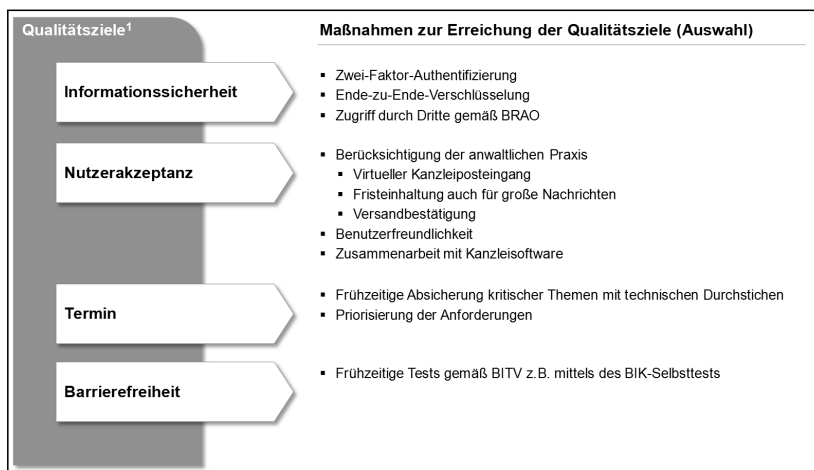 Qualitätsziele¹
Maßnahmen zur Erreichung der Qualitätsziele (Auswahl)
Informationssicherheit
▪ Zwei-Faktor-Authentifizierung
▪ Ende-zu-Ende-Verschlüsselung
▪ Zugriff durch Dritte gemäß BRAO
Nutzerakzeptanz
▪ Berücksichtigung der anwaltlichen Praxis
▪ Virtueller Kanzleiposteingang
▪ Fristeinhaltung auch für große Nachrichten
▪ Versandbestätigung
▪ Benutzerfreundlichkeit
▪ Zusammenarbeit mit Kanzleisoftware
Termin
▪ Frühzeitige Absicherung kritischer Themen mit technischen Durchstichen
▪ Priorisierung der Anforderungen
Barrierefreiheit
▪ Frühzeitige Tests gemäß BITV z.B. mittels des BIK-Selbsttests